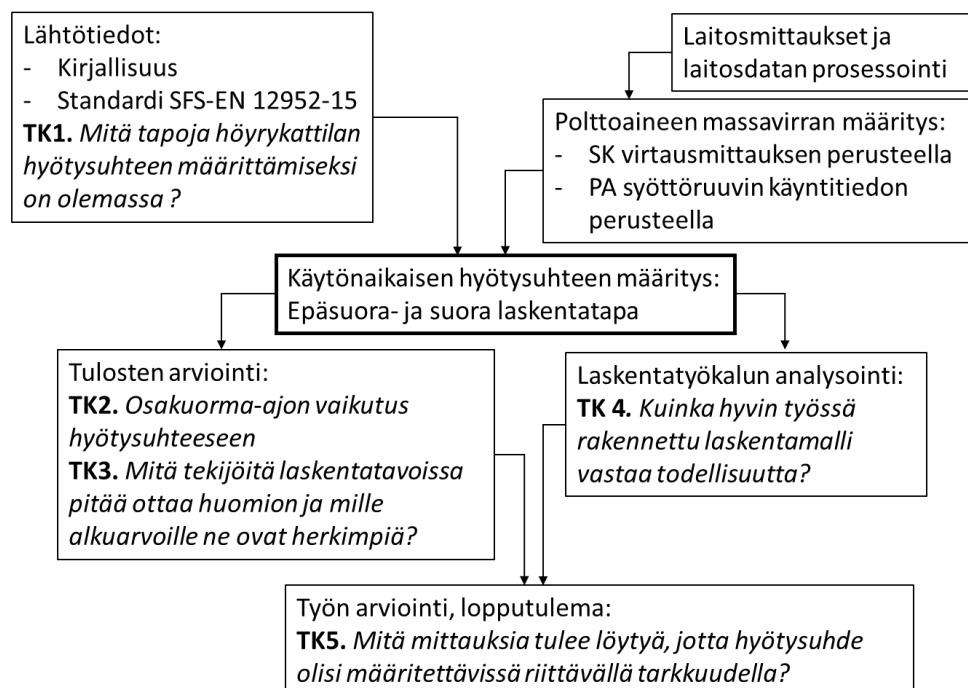 Lähtötiedot:
- Kirjallisuus
- Standardi SFS-EN 12952-15
TK1. Mitä tapoja höyrykattilan
hyötysuhteen määrittämiseksi
on olemassa ?
Laitosmittaukset ja
laitosdatan prosessointi
Polttoaineen massavirran määritys:
- SK virtausmittauksen perusteella
- PA syöttöruuvin käyntitiedon
perusteella
Käytönaikaisen hyötysuhteen määritys:
Epäsuora- ja suora laskentatapa
Tulosten arviointi:
TK2. Osakuorma-ajon vaikutus
hyötysuhteeseen
TK3. Mitä tekijöitä laskentatavoissa
pitää ottaa huomion ja mille
alkuarvoille ne ovat herkimpiä?
Laskentatyökalun analysointi:
TK 4. Kuinka hyvin työssä
rakennettu laskentamalli
vastaa todellisuutta?
Työn arviointi, lopputulema:
TK5. Mitä mittauksia tulee löytyä, jotta hyötysuhde
olisi määritettävissä riittävällä tarkkuudella?